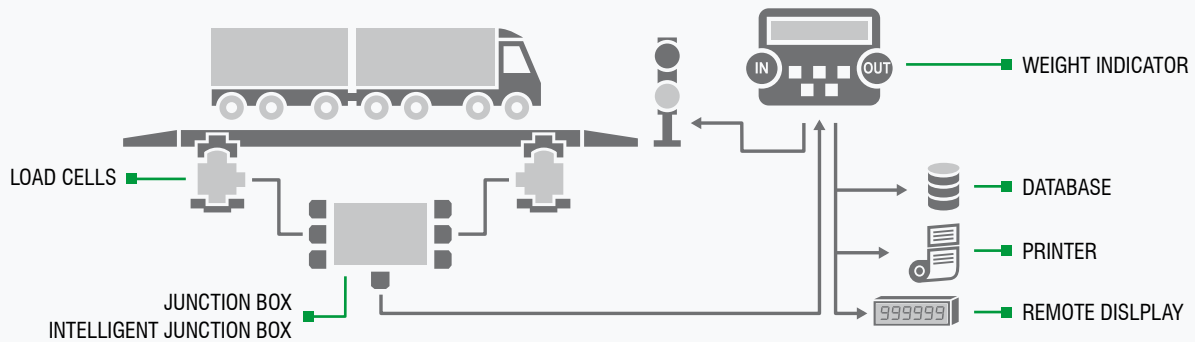 IN
OUT
WEIGHT INDICATOR
LOAD CELLS
DATABASE
PRINTER
JUNCTION BOX
INTELLIGENT JUNCTION BOX
999999
REMOTE DISLPLAY